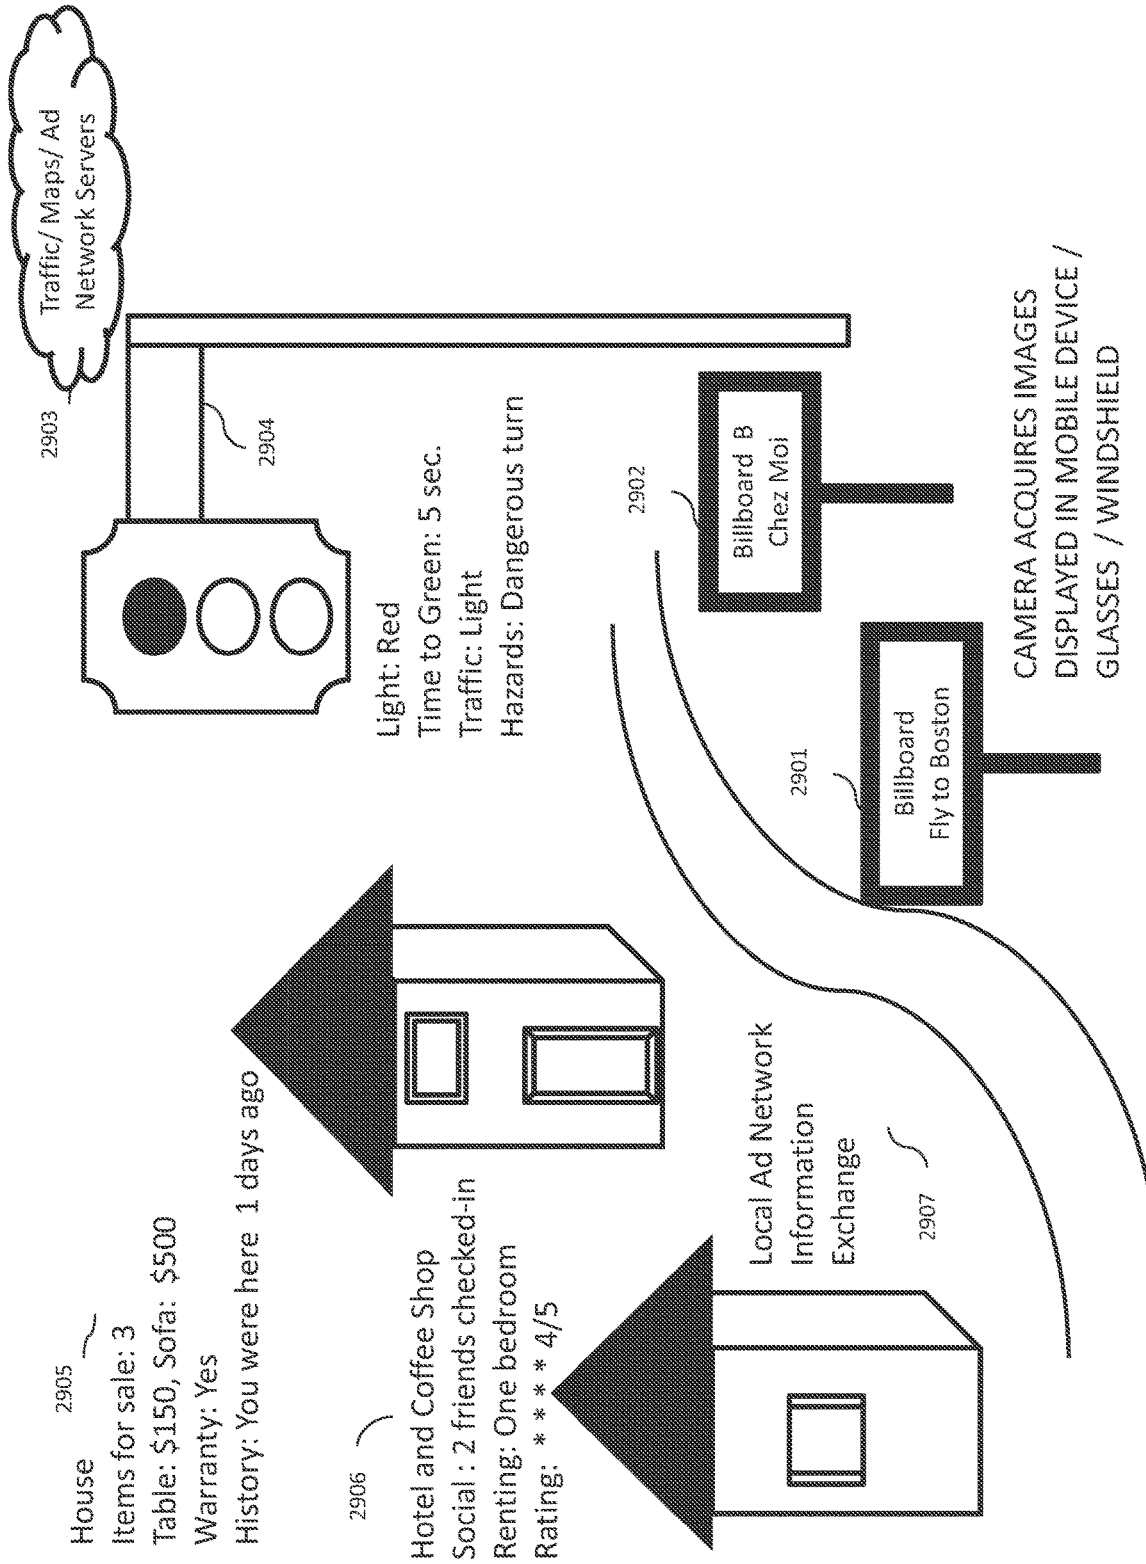 2905
House
Items for sale: 3
Table: $150, Sofa: $500
Warranty: Yes
History: You were here 1 days ago
2906
Hotel and Coffee Shop
Social : 2 friends checked-in
Renting: One bedroom
Rating: * * * * 4/5
Traffic/ Maps/ Ad
Network Servers
2903
2904
Light: Red
Time to Green: 5 sec.
Traffic: Light
Hazards: Dangerous turn
2902
Billboard B
Chez Moi
2901
Billboard
Fly to Boston
Local Ad Network
Information
Exchange
2907
CAMERA ACQUIRES IMAGES
DISPLAYED IN MOBILE DEVICE /
GLASSES / WINDSHIELD